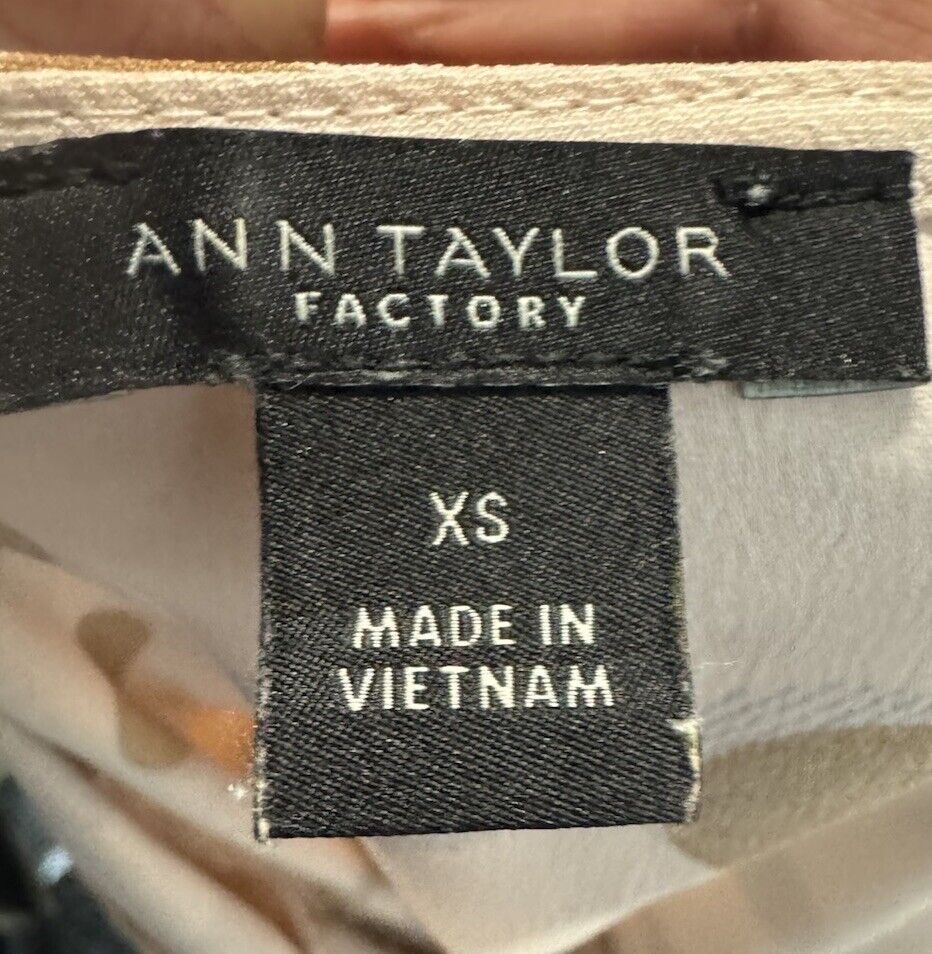 ANN TAYLOR
FACTORY
XS
MADE IN
VIETNAM